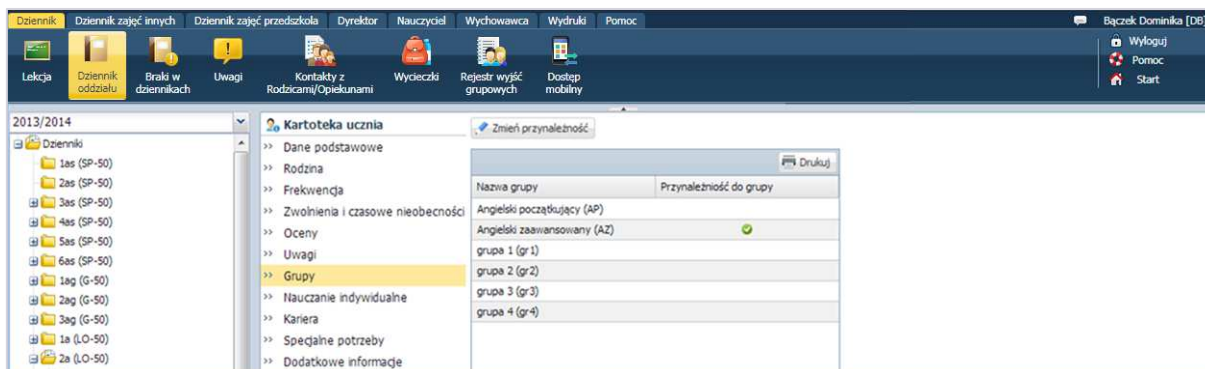 Dziennik Dziennik zajęć innych Dziennik zajęć przedszkola Dyrektor Nauczyciel Wychowawca Wydruki Pomoc Bączek Dominika [DB]
Lekcja Dziennik oddziału Braki w dziennikach Uwagi Kontakty z Rodzicami/Opiekunami Wycieczki Rejestr wyjść grupowych Dostęp mobilny
Wyloguj
Pomoc
Start
2013/2014
Dzienniki
1as (SP-50)
2as (SP-50)
3as (SP-50)
4as (SP-50)
5as (SP-50)
6as (SP-50)
1ag (G-50)
2ag (G-50)
3ag (G-50)
1a (LO-50)
2a (LO-50)
Kartoteka ucznia
Dane podstawowe
Rodzina
Frekwencja
Zwolnienia i czasowe nieobecności
Oceny
Uwagi
Grupy
Nauczanie indywidualne
Kariera
Specjalne potrzeby
Dodatkowe informacje
Zmień przynależność
Drukuj
Nazwa grupy Przynależniość do grupy
Angielski początkujący (AP)
Angielski zaawansowany (AZ)
grupa 1 (gr1)
grupa 2 (gr2)
grupa 3 (gr3)
grupa 4 (gr4)